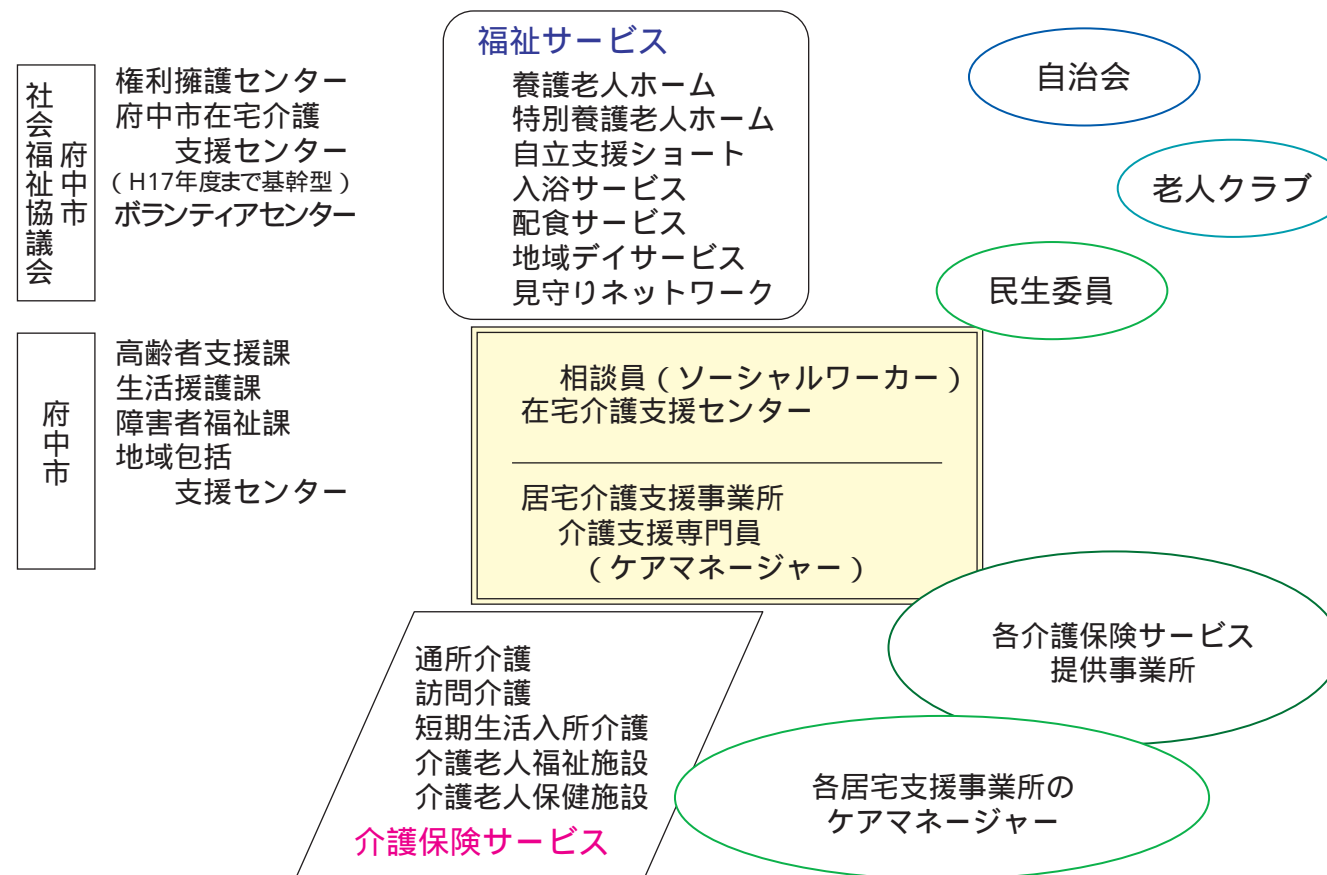 社会福祉協議会
府中市
権利擁護センター
府中市在宅介護
支援センター
(H17年度まで基幹型)
ボランティアセンター
福祉サービス
養護老人ホーム
特別養護老人ホーム
自立支援ショート
入浴サービス
配食サービス
地域デイサービス
見守りネットワーク
自治会
老人クラブ
民生委員
府中市
高齢者支援課
生活援護課
障害者福祉課
地域包括
支援センター
相談員(ソーシャルワーカー)
在宅介護支援センター
居宅介護支援事業所
介護支援専門員
(ケアマネージャー)
通所介護
訪問介護
短期生活入所介護
介護老人福祉施設
介護老人保健施設
介護保険サービス
各介護保険サービス
提供事業所
各居宅支援事業所の
ケアマネージャー